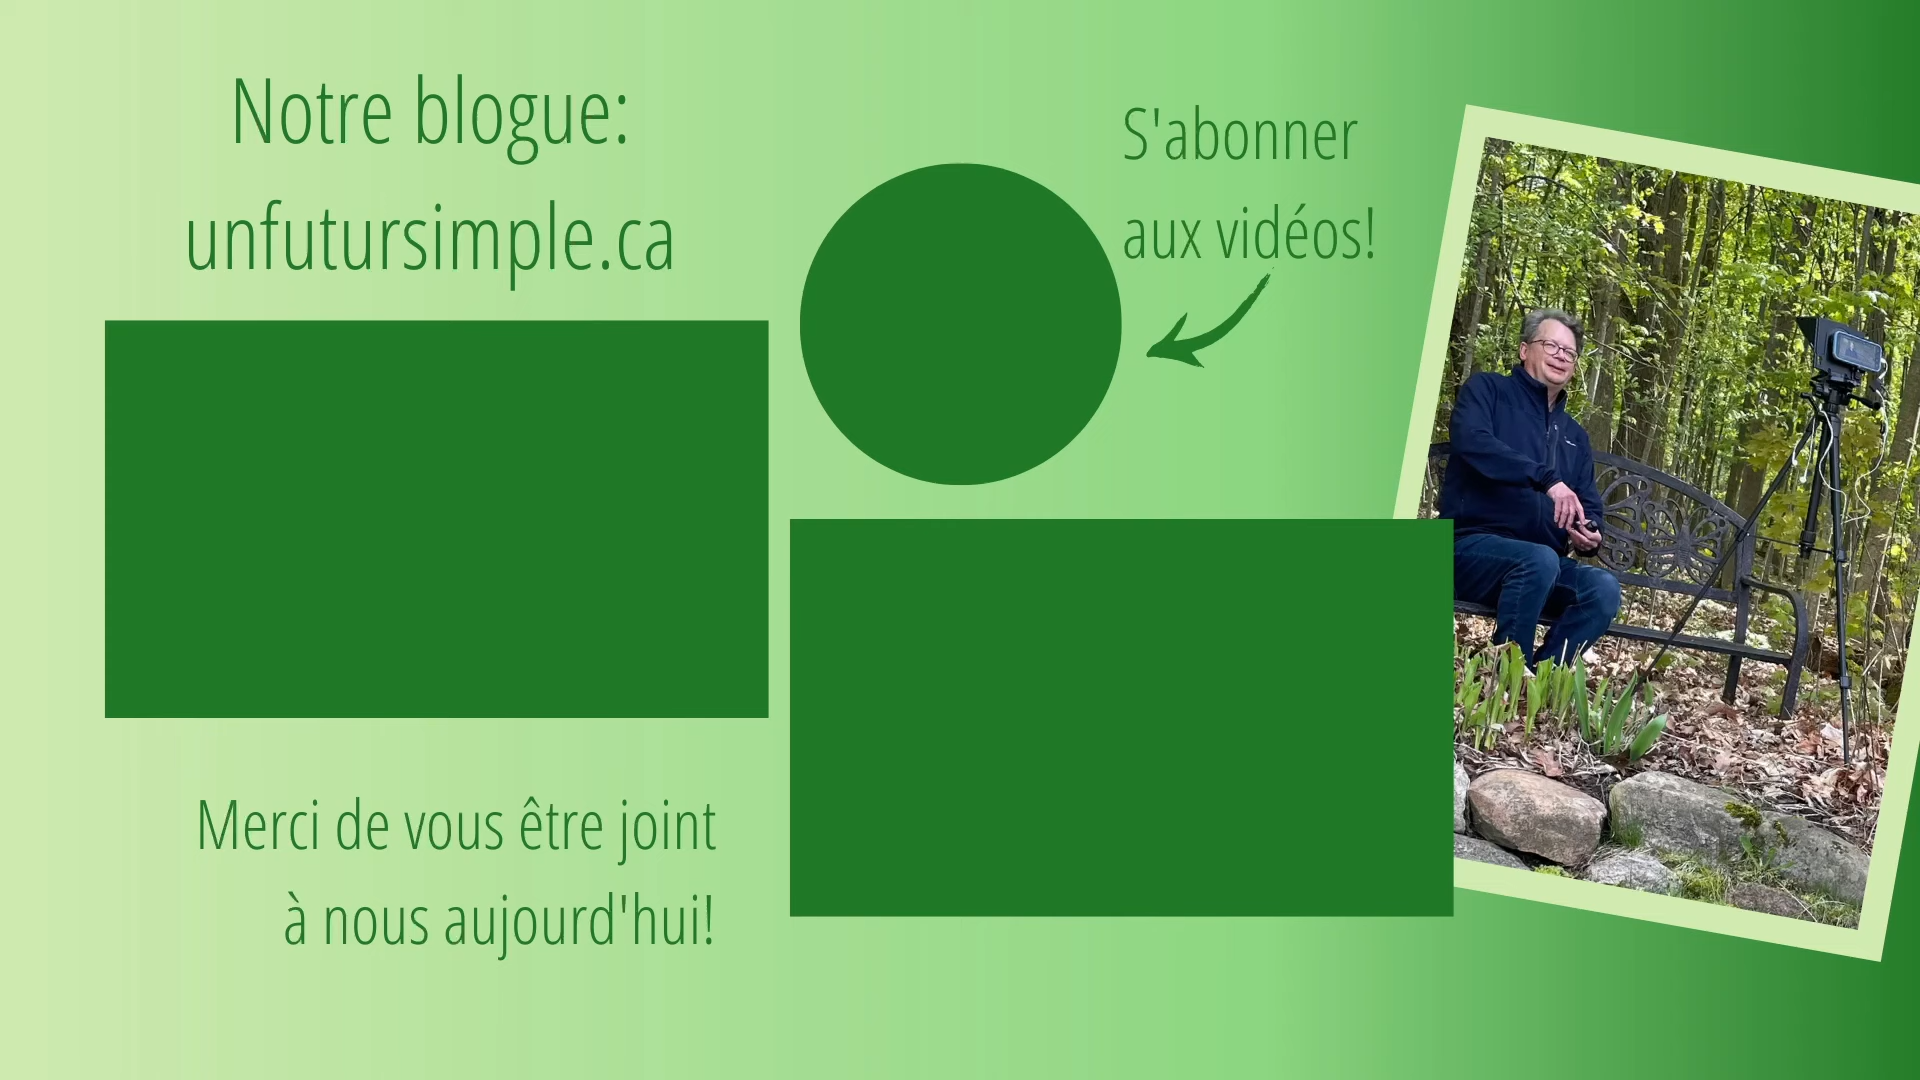 Notre blogue:
unfutursimple.ca
S'abonner
aux vidéos!
Merci de vous être joint
à nous aujourd'hui!